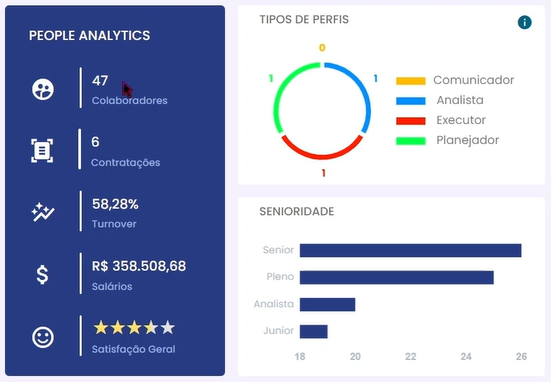 PEOPLE ANALYTICS
47
Colaboradores
6
Contratações
58,28%
Turnover
$
R$ 358.508,68
Salários
Satisfação Geral
TIPOS DE PERFIS
i
0
1
1
1
Comunicador
Analista
Executor
Planejador
SENIORIDADE
Senior
Pleno
Analista
Junior
18 20 22 24 26